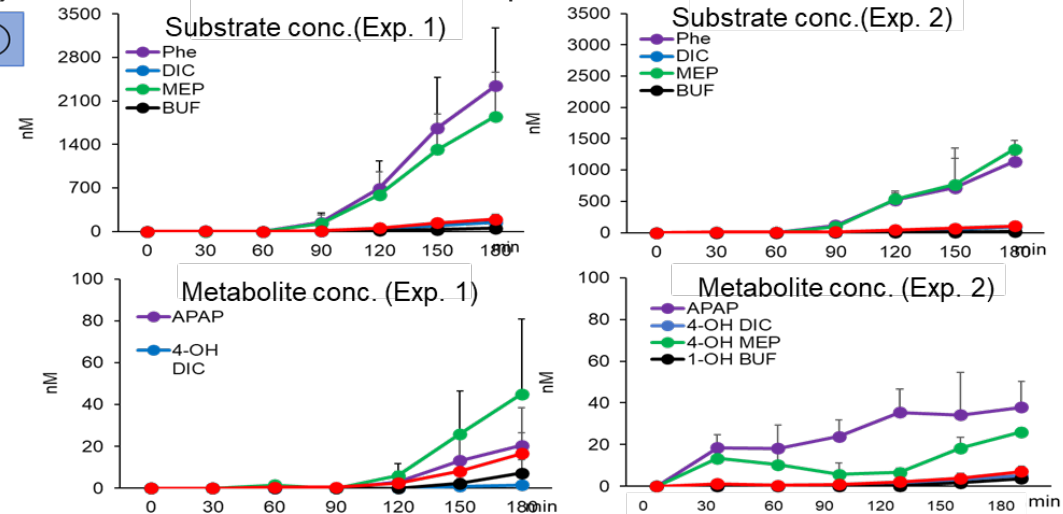 Substrate conc.(Exp. 1)
3500
2800
2100
1400
700
0
nM
Phe
DIC
MEP
BUF
0 30 60 90 120 150 180
min
Substrate conc. (Exp. 2)
3500
3000
2500
2000
1500
1000
500
0
nM
Phe
DIC
MEP
BUF
0 30 60 90 120 150 180
min
Metabolite conc. (Exp. 1)
100
80
60
40
20
0
nM
APAP
4-OH
DIC
0 30 60 90 120 150 180
min
Metabolite conc. (Exp. 2)
100
80
60
40
20
0
nM
APAP
4-OH DIC
4-OH MEP
1-OH BUF
0 30 60 90 120 150 180
min